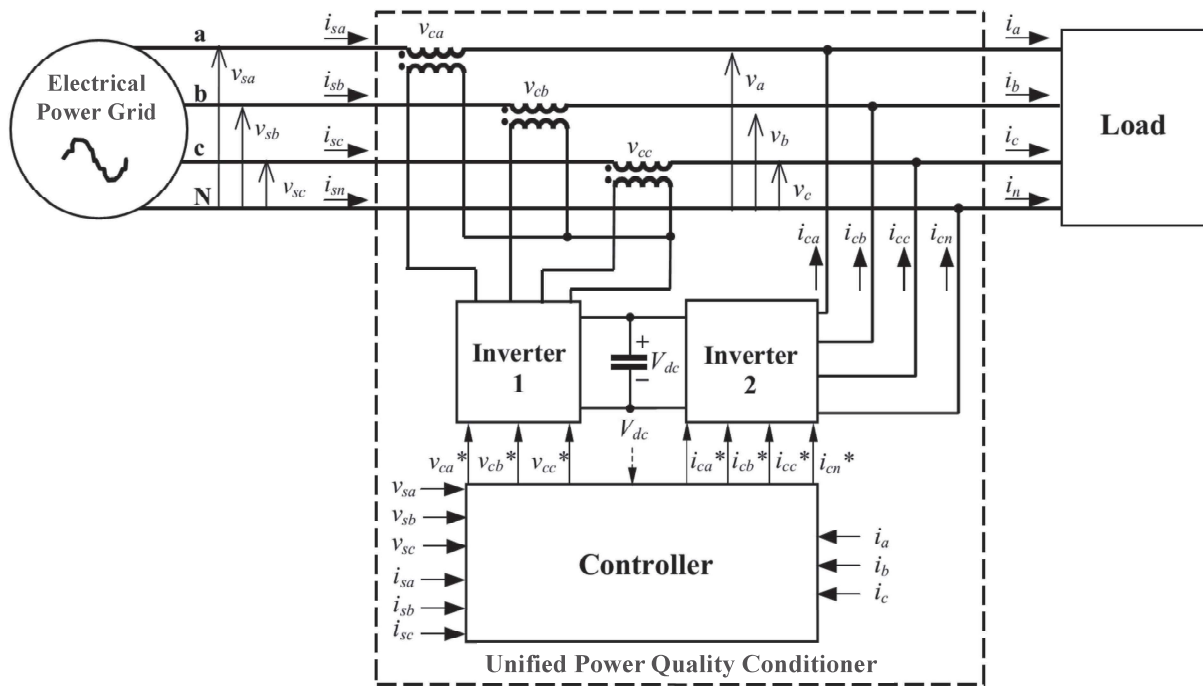 a
i_sa
v_ca
i_a
Electrical
Power Grid
v_sa
b
i_sb
v_cb
v_a
i_b
v_sb
c
i_sc
v_cc
v_b
i_c
Load
N
i_sn
v_sc
v_c
i_n
i_ca
i_cb
i_cc
i_cn
Inverter
1
+
V_dc
−
Inverter
2
V_dc
v_ca*
v_cb*
v_cc*
i_ca*
i_cb*
i_cc*
i_cn*
v_sa
v_sb
v_sc
i_sa
i_sb
i_sc
Controller
i_a
i_b
i_c
Unified Power Quality Conditioner